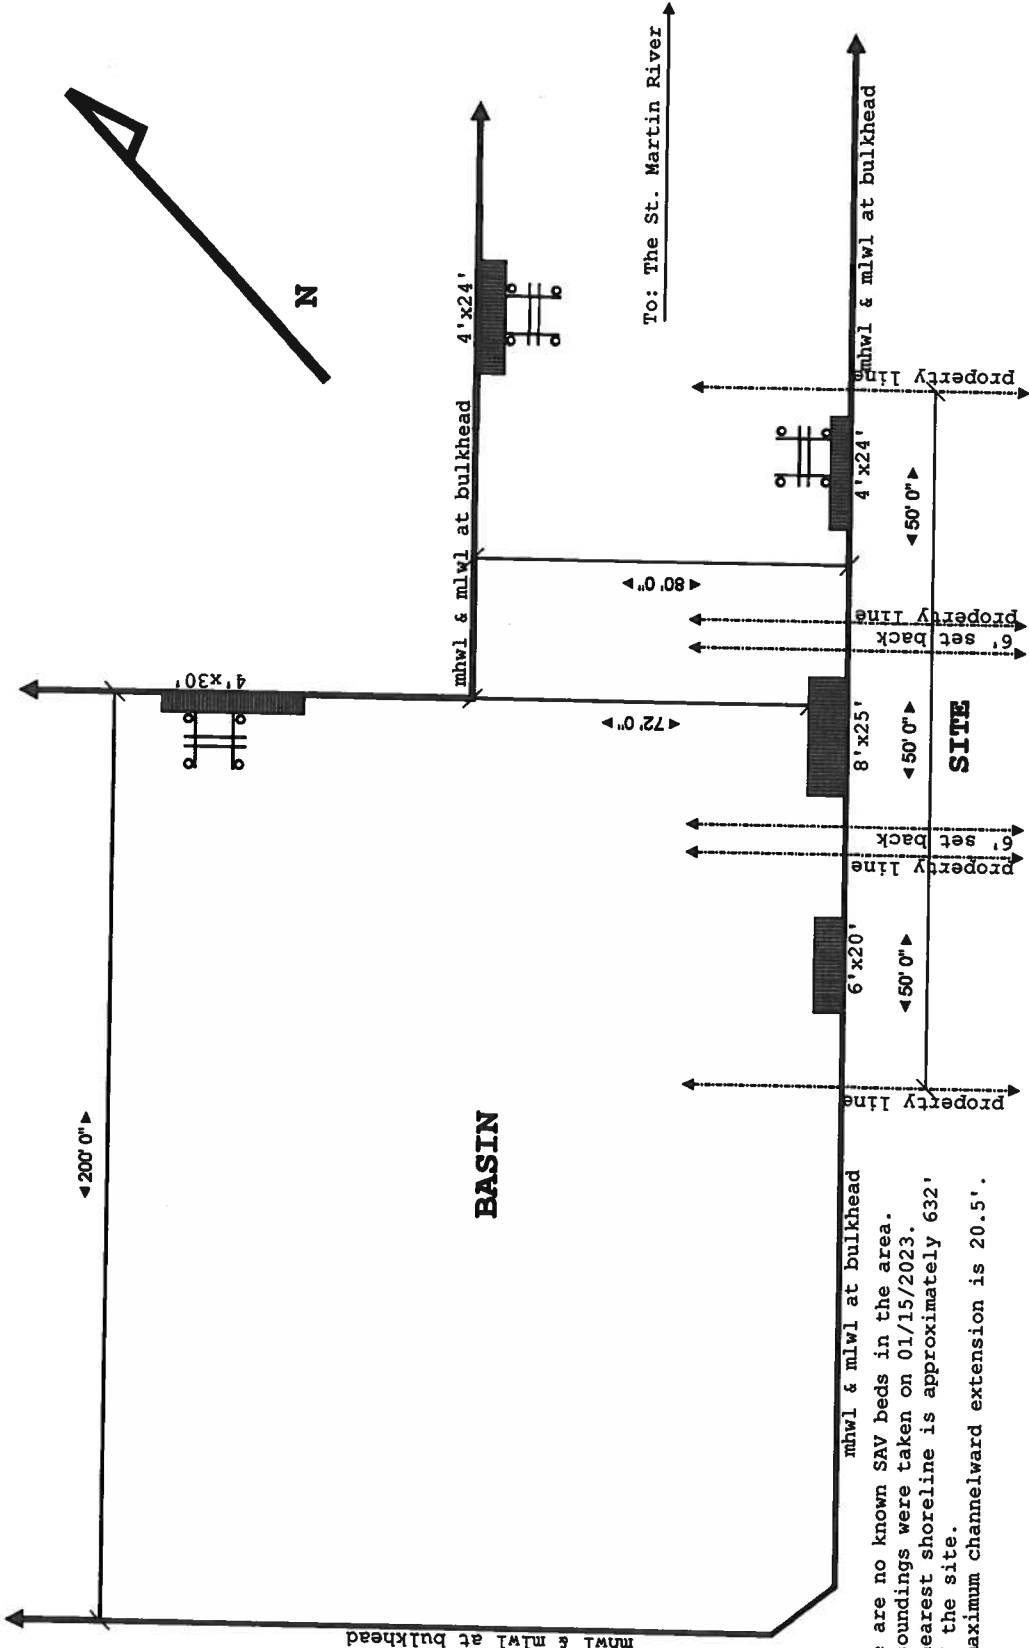 N
To: The St. Martin River
mhwl & mlwl at bulkhead
4'x24'
mhwl & mlwl at bulkhead
property line
4'x24'
50'0"
80'0"
property line
6' set back
4'x30'
72'0"
8'x25'
50'0"
SITE
6' set back
property line
6'x20'
50'0"
property line
200'0"
BASIN
mhwl & mlwl at bulkhead
mhwl & mlwl at bulkhead
are no known SAV beds in the area.
oundings were taken on 01/15/2023.
earest shoreline is approximately 632'
the site.
aximum channelward extension is 20.5'.